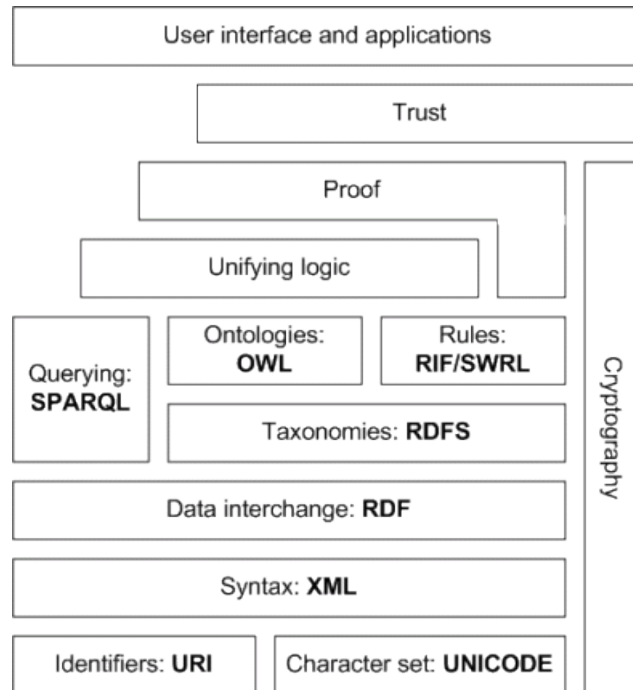 User interface and applications
Trust
Proof
Unifying logic
Querying:
SPARQL
Ontologies:
OWL
Rules:
RIF/SWRL
Taxonomies: RDFS
Cryptography
Data interchange: RDF
Syntax: XML
Identifiers: URI
Character set: UNICODE